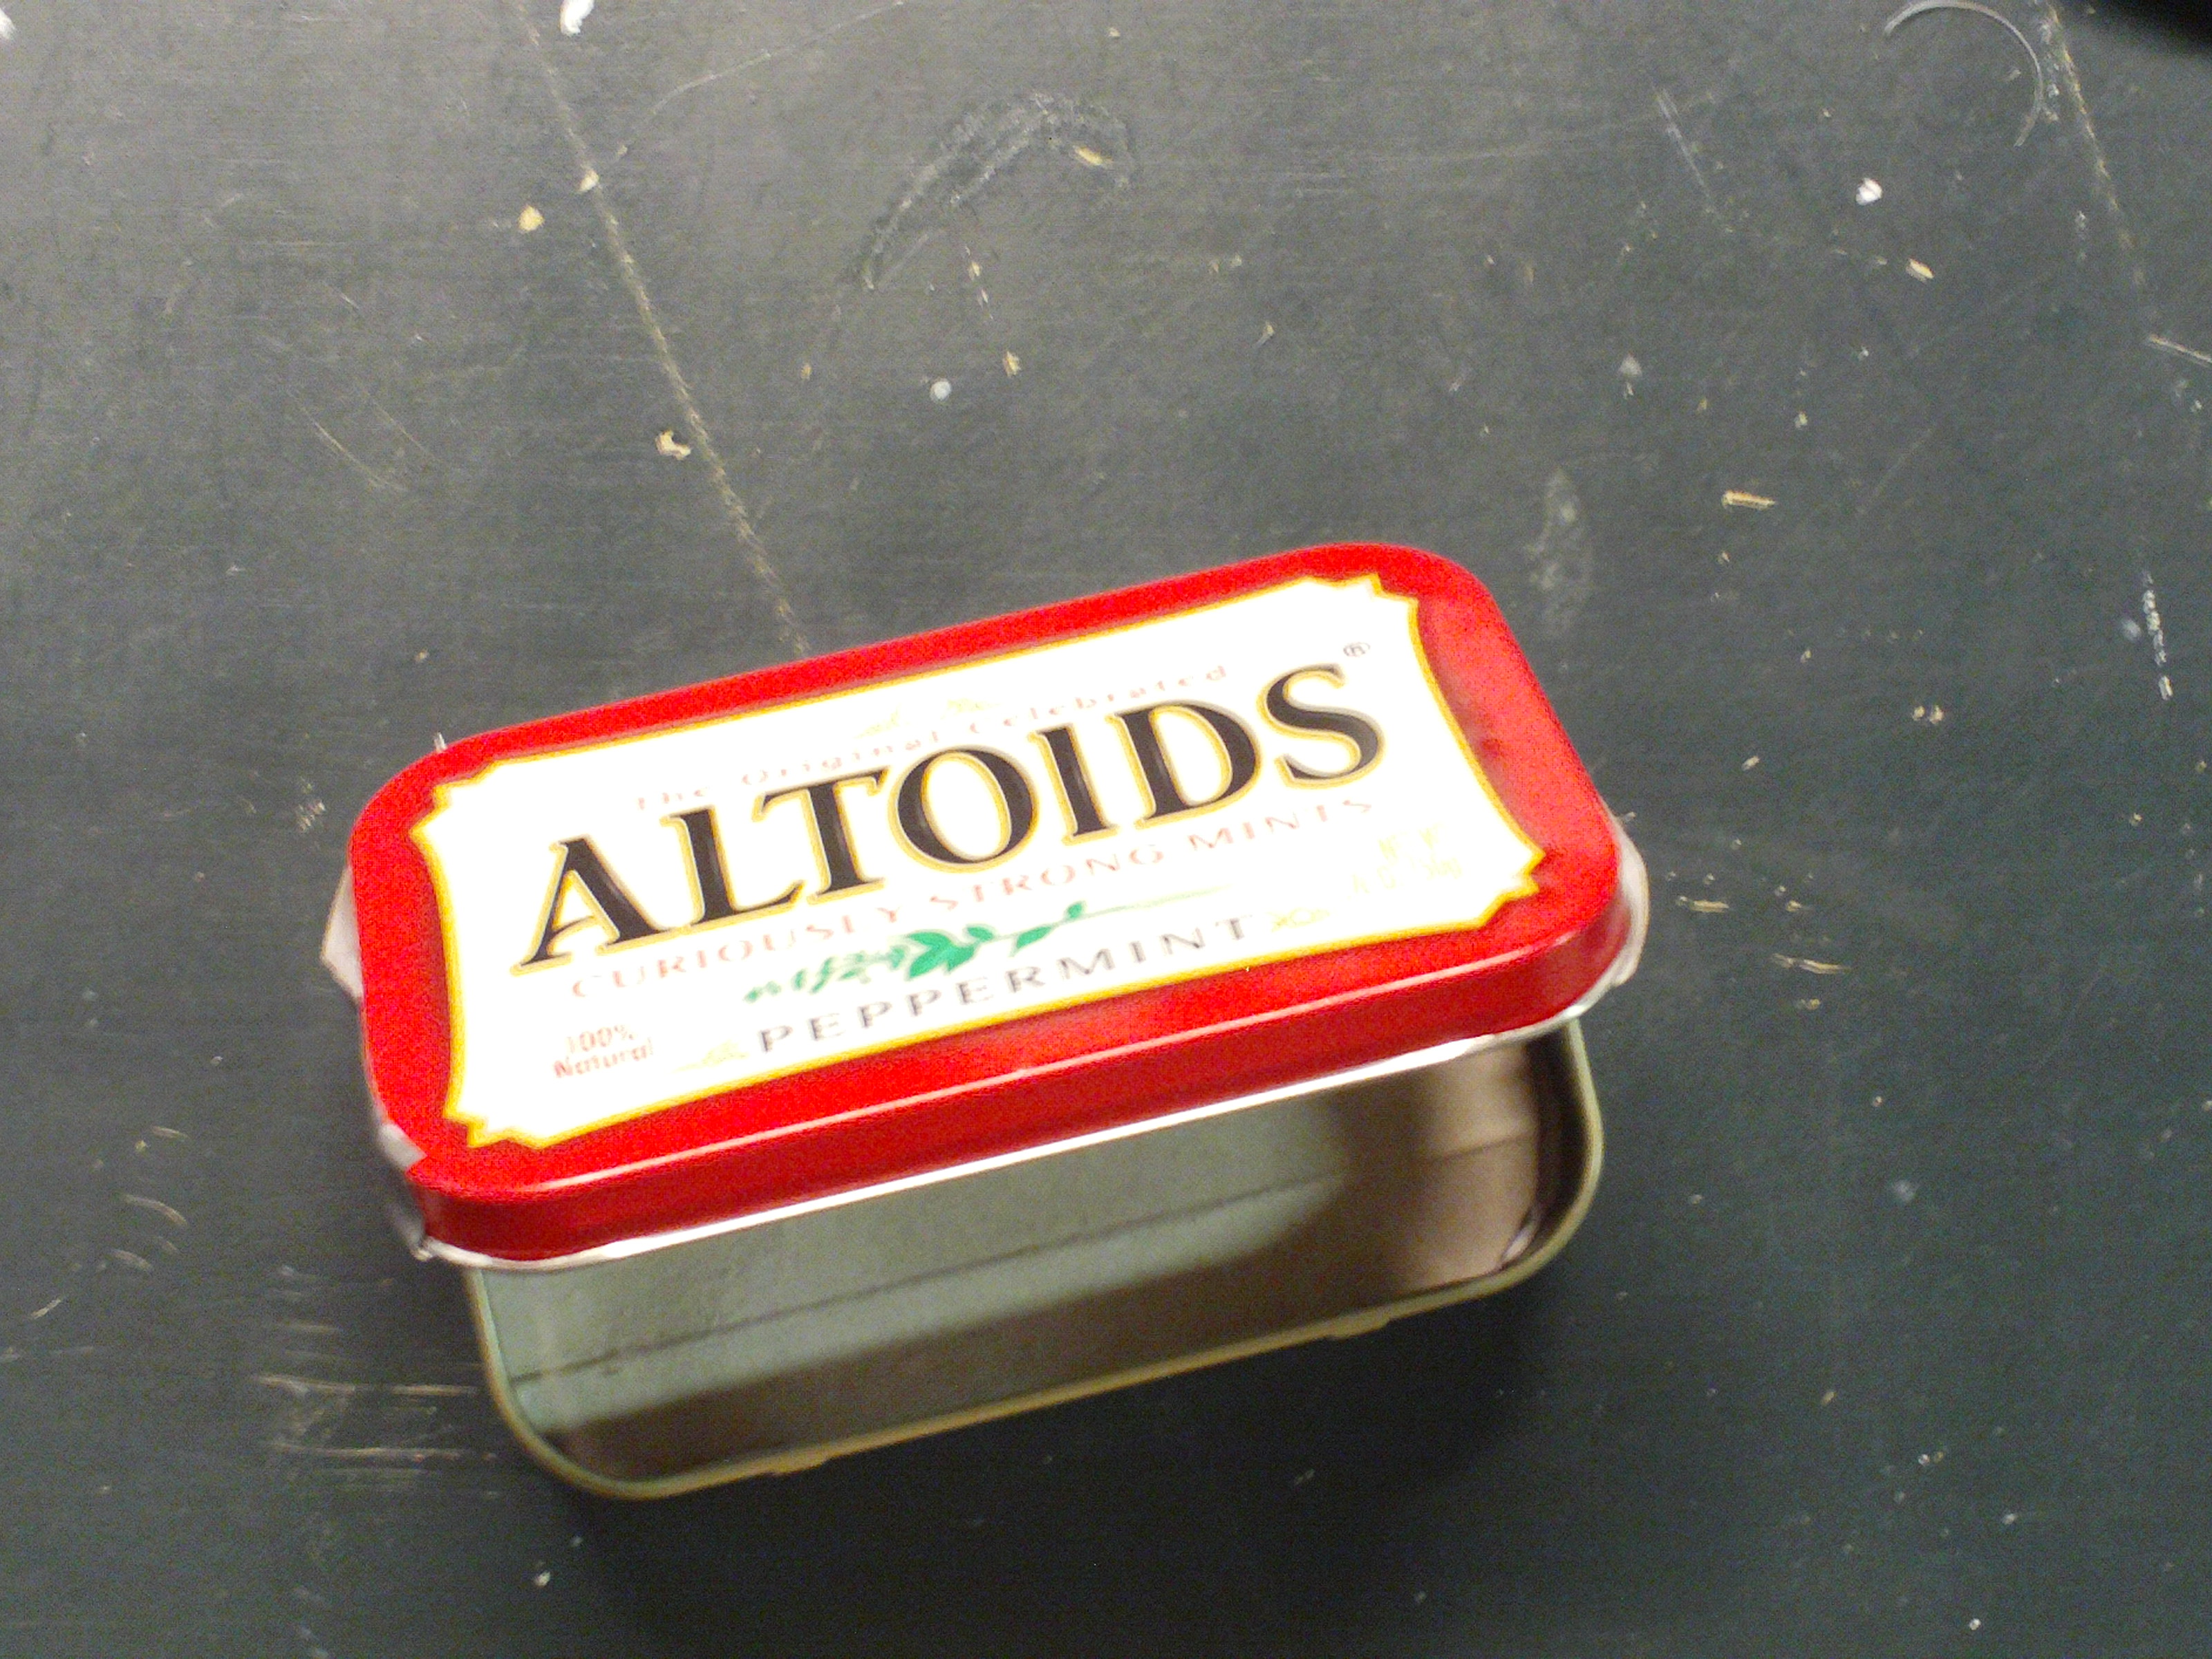 The Original Celebrated
ALTOIDS®
CURIOUSLY STRONG MINTS
PEPPERMINT
100%
Natural